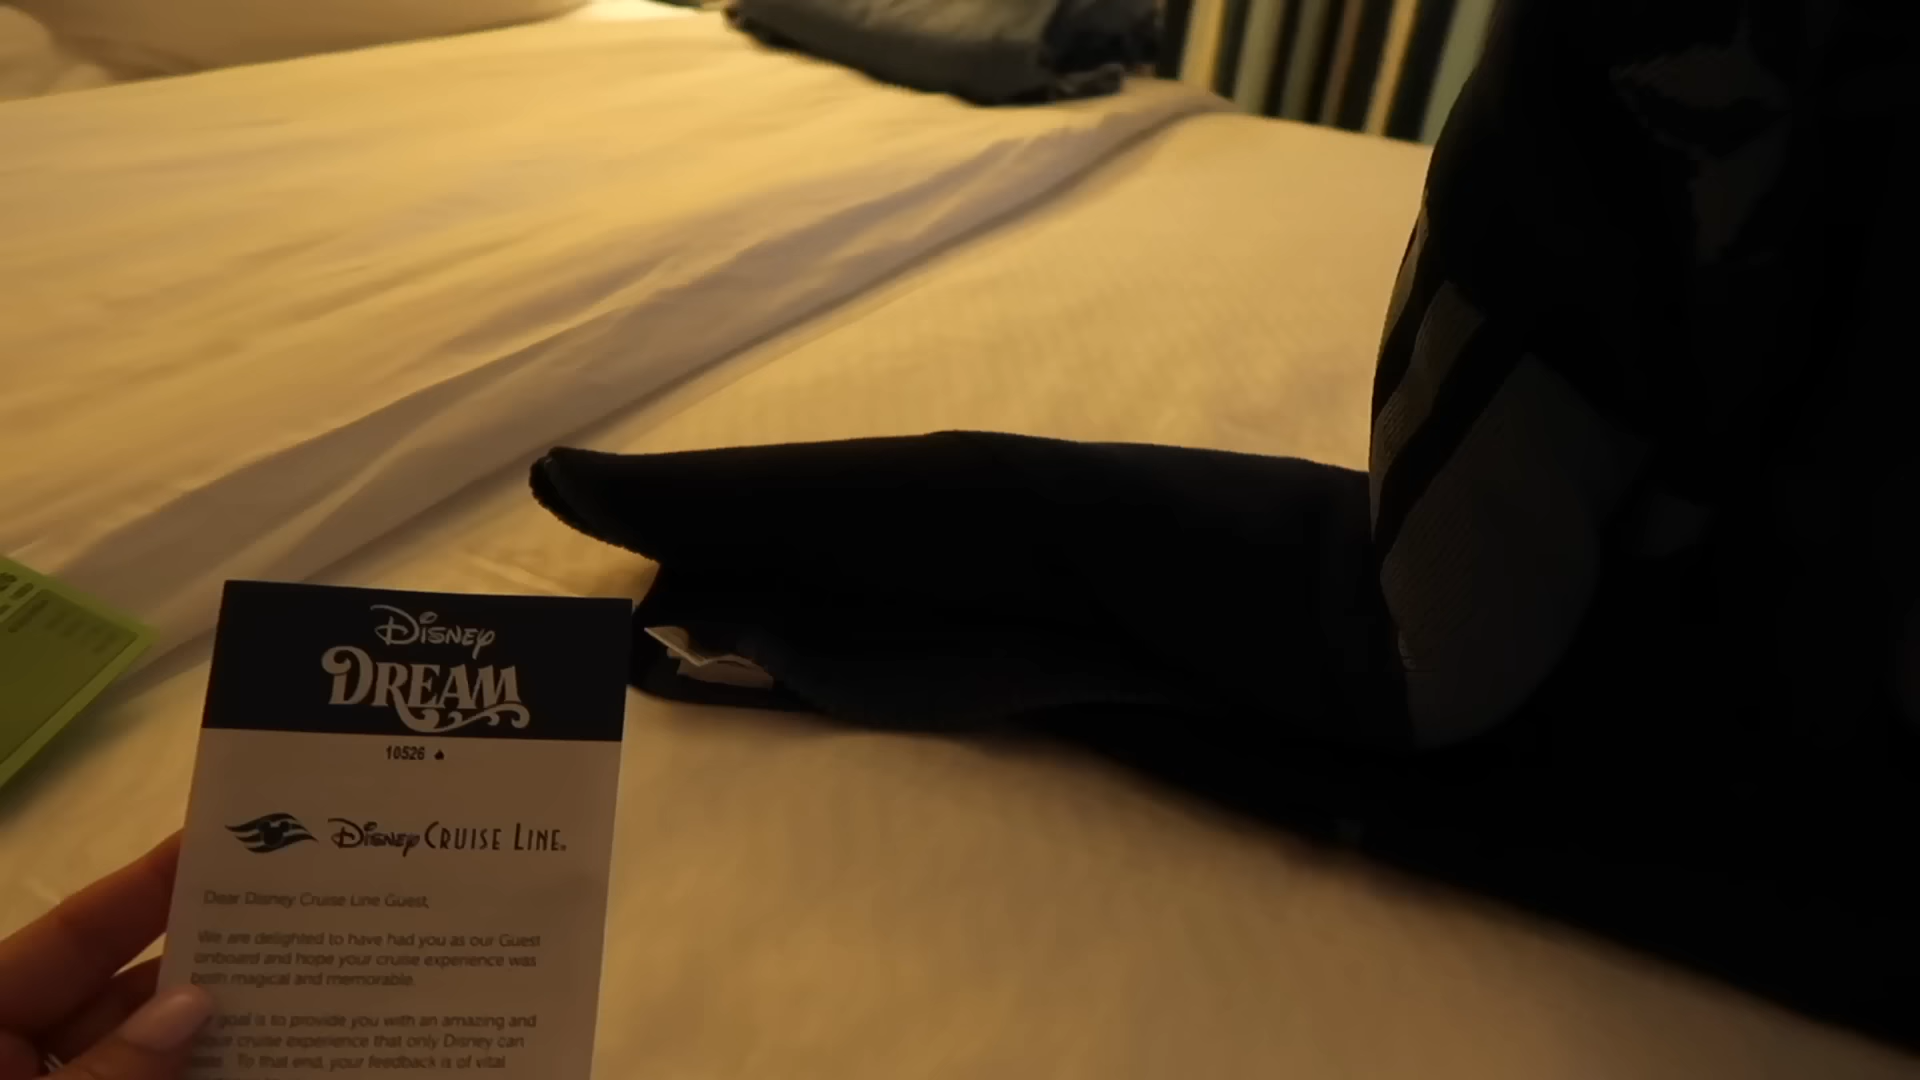 Disney
DREAM
10526
Disney CRUISE LINE
Dear Disney Cruise Line Guest,
We are delighted to have had you as our Guest
onboard and hope your cruise experience was
both magical and memorable.
goal is to provide you with an amazing and
cruise experience that only Disney can
To that end, your feedback is of vital